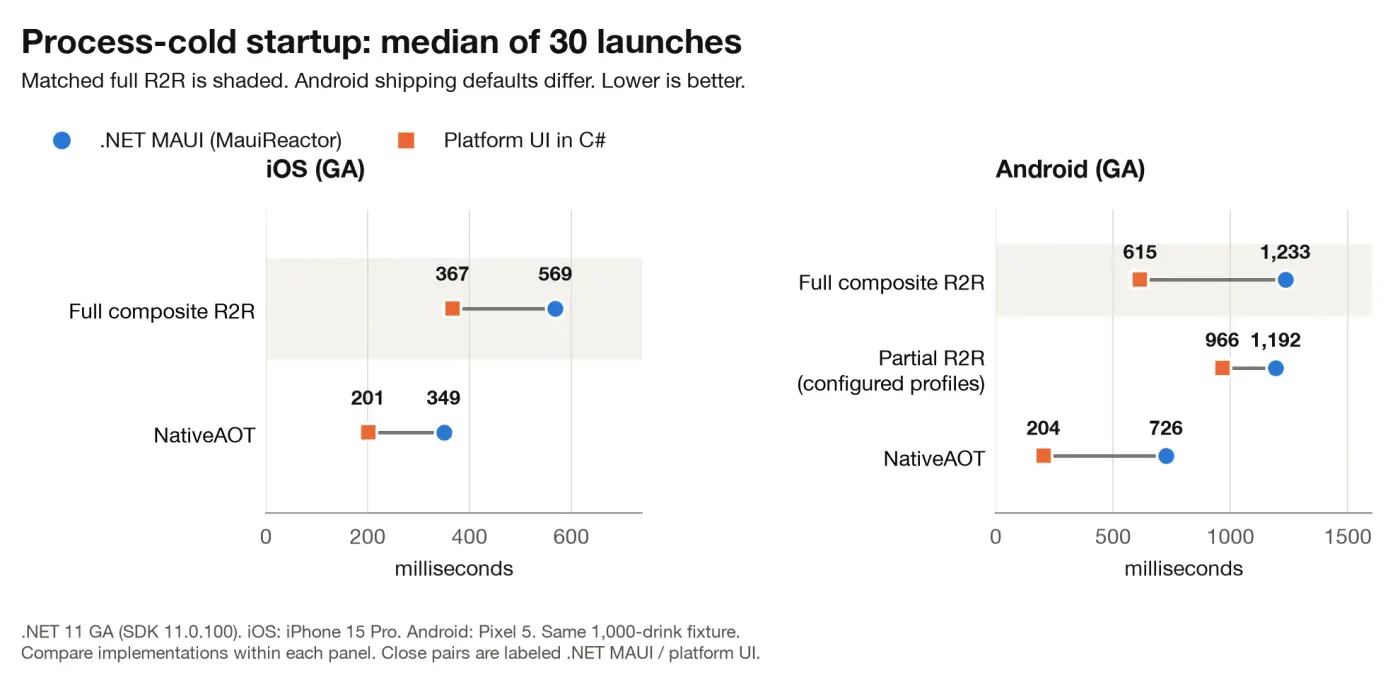 Process-cold startup: median of 30 launches
Matched full R2R is shaded. Android shipping defaults differ. Lower is better.
.NET MAUI (MauiReactor)
Platform UI in C#
iOS (GA)
367
569
Full composite R2R
201
349
NativeAOT
0
200
400
600
milliseconds
Android (GA)
615
1,233
Full composite R2R
966
1,192
Partial R2R
(configured profiles)
204
726
NativeAOT
0
500
1000
1500
milliseconds
.NET 11 GA (SDK 11.0.100). iOS: iPhone 15 Pro. Android: Pixel 5. Same 1,000-drink fixture.
Compare implementations within each panel. Close pairs are labeled .NET MAUI / platform UI.